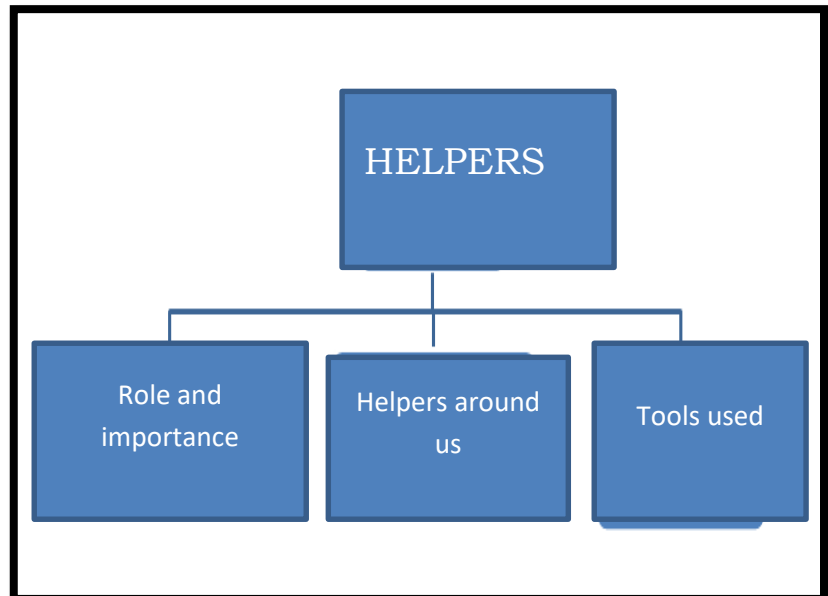 HELPERS
Role and
importance
Helpers around
us
Tools used